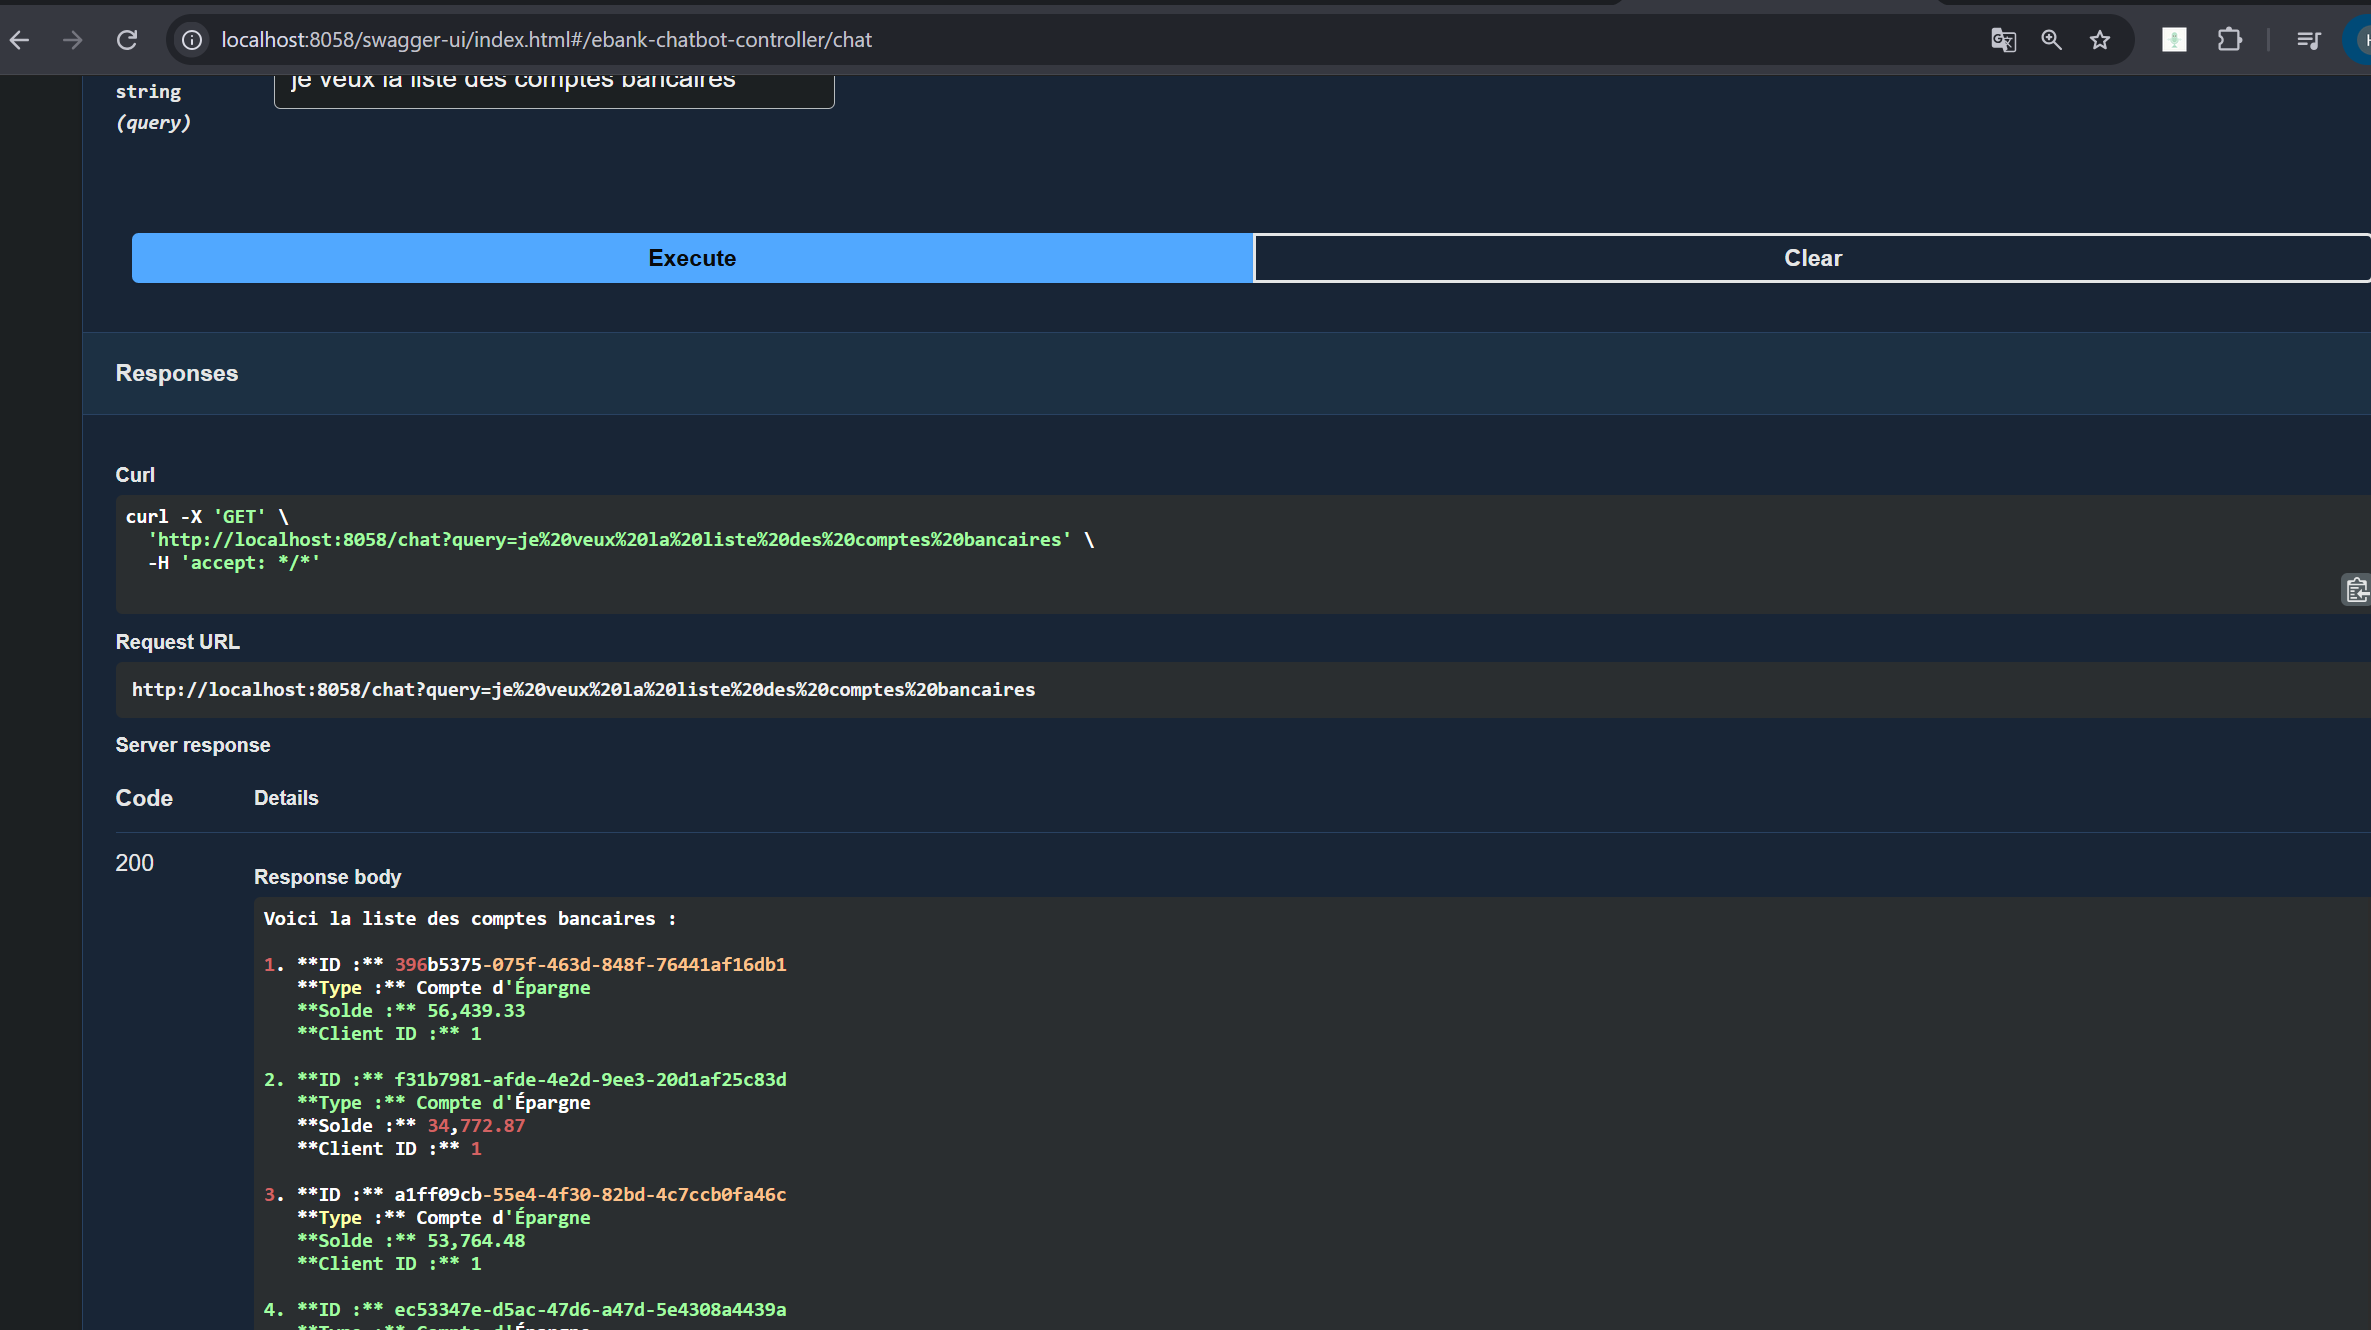 localhost:8058/swagger-ui/index.html#/ebank-chatbot-controller/chat
je veux la liste des comptes bancaires
string
(query)
Execute
Clear
Responses
Curl
curl -X 'GET' \
'http://localhost:8058/chat?query=je%20veux%20la%20liste%20des%20comptes%20bancaires' \
-H 'accept: */*'
Request URL
http://localhost:8058/chat?query=je%20veux%20la%20liste%20des%20comptes%20bancaires
Server response
Code Details
200
Response body
Voici la liste des comptes bancaires :
1. **ID :** 396b5375-075f-463d-848f-76441af16db1
**Type :** Compte d'Épargne
**Solde :** 56,439.33
**Client ID :** 1
2. **ID :** f31b7981-afde-4e2d-9ee3-20d1af25c83d
**Type :** Compte d'Épargne
**Solde :** 34,772.87
**Client ID :** 1
3. **ID :** a1ff09cb-55e4-4f30-82bd-4c7ccb0fa46c
**Type :** Compte d'Épargne
**Solde :** 53,764.48
**Client ID :** 1
4. **ID :** ec53347e-d5ac-47d6-a47d-5e4308a4439a
**Type :** Compte d'Épargne